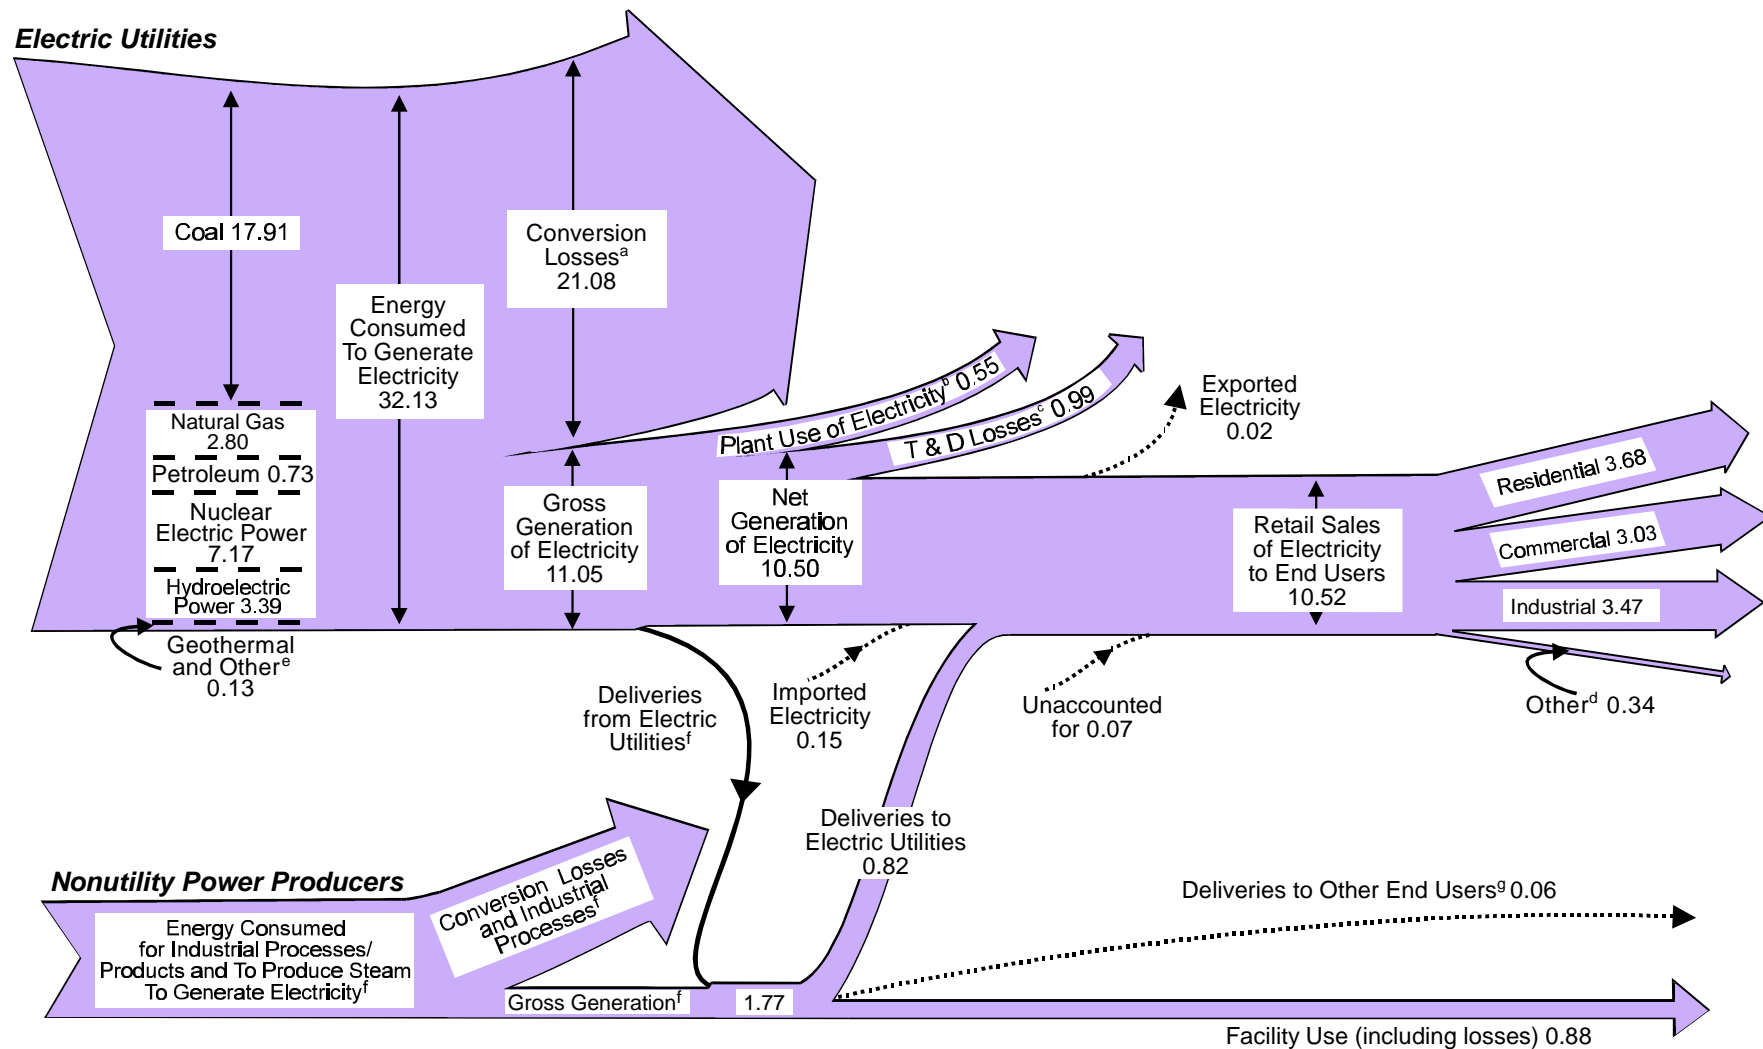 Electric Utilities
Coal 17.91
Natural Gas
2.80
Petroleum 0.73
Nuclear
Electric Power
7.17
Hydroelectric
Power 3.39
Geothermal
and Other^e
0.13
Energy
Consumed
To Generate
Electricity
32.13
Conversion
Losses^a
21.08
Gross
Generation
of Electricity
11.05
Plant Use of Electricity^b 0.55
T & D Losses^c 0.99
Net
Generation
of Electricity
10.50
Exported
Electricity
0.02
Retail Sales
of Electricity
to End Users
10.52
Residential 3.68
Commercial 3.03
Industrial 3.47
Other^d 0.34
Deliveries
from Electric
Utilities^f
Imported
Electricity
0.15
Unaccounted
for 0.07
Deliveries to
Electric Utilities
0.82
Nonutility Power Producers
Energy Consumed
for Industrial Processes/
Products and To Produce Steam
To Generate Electricity^f
Conversion Losses
and Industrial
Processes^f
Gross Generation^f
1.77
Deliveries to Other End Users^g 0.06
Facility Use (including losses) 0.88